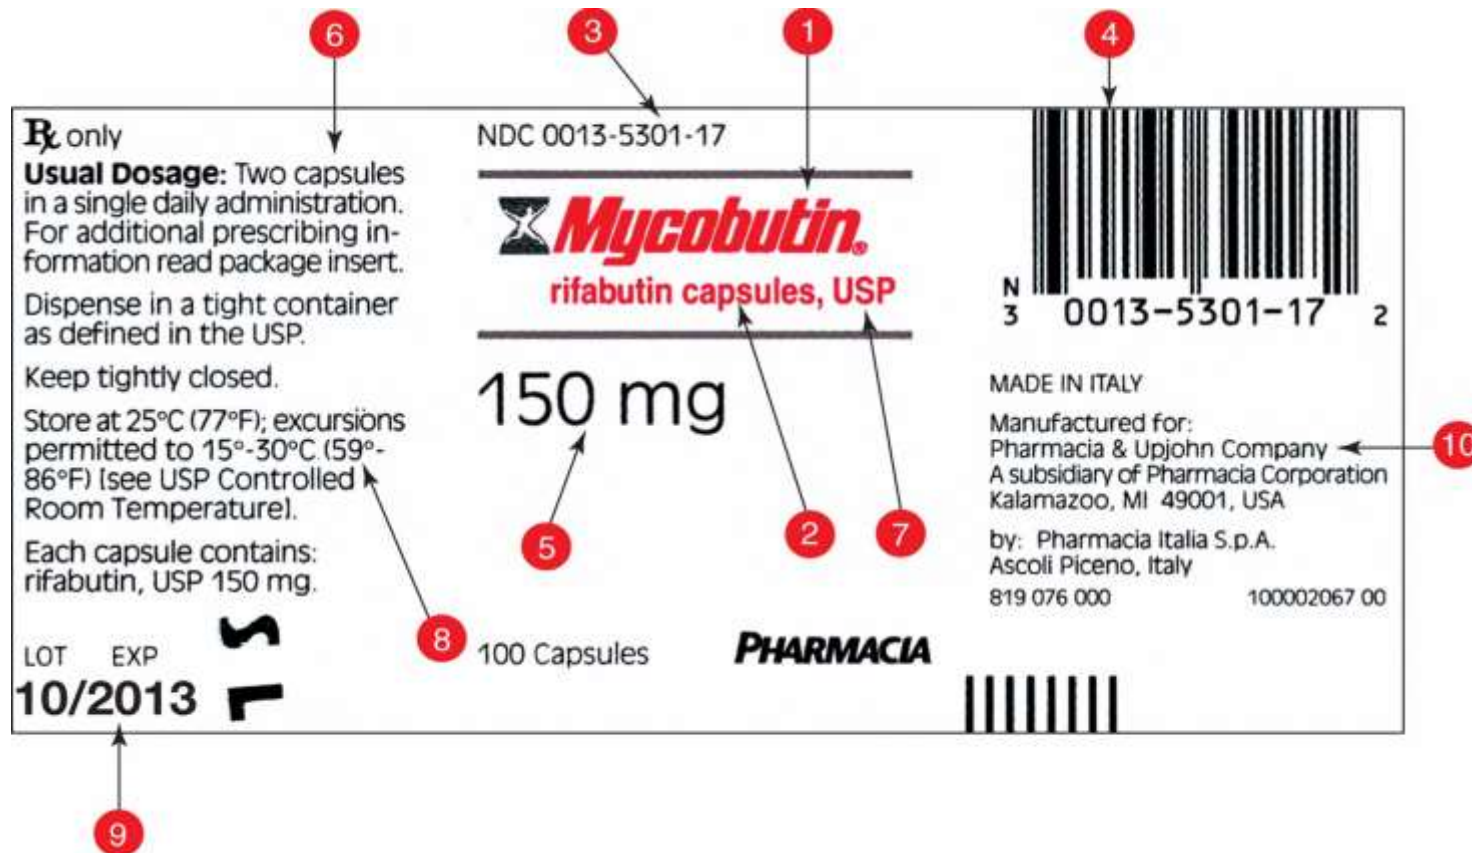 6
3
1
4
Rx only
Usual Dosage: Two capsules
in a single daily administration.
For additional prescribing in-
formation read package insert.
Dispense in a tight container
as defined in the USP.
Keep tightly closed.
Store at 25°C (77°F); excursions
permitted to 15°-30°C (59°-
86°F) [see USP Controlled
Room Temperature].
Each capsule contains:
rifabutin, USP 150 mg.
LOT EXP
10/2013
L S
9
8
NDC 0013-5301-17
Mycobutin®
rifabutin capsules, USP
150 mg
5
2
7
100 Capsules
PHARMACIA
N
3 0013-5301-17 2
MADE IN ITALY
Manufactured for:
Pharmacia & Upjohn Company
10
A subsidiary of Pharmacia Corporation
Kalamazoo, MI 49001, USA
by: Pharmacia Italia S.p.A.
Ascoli Piceno, Italy
819 076 000 100002067 00